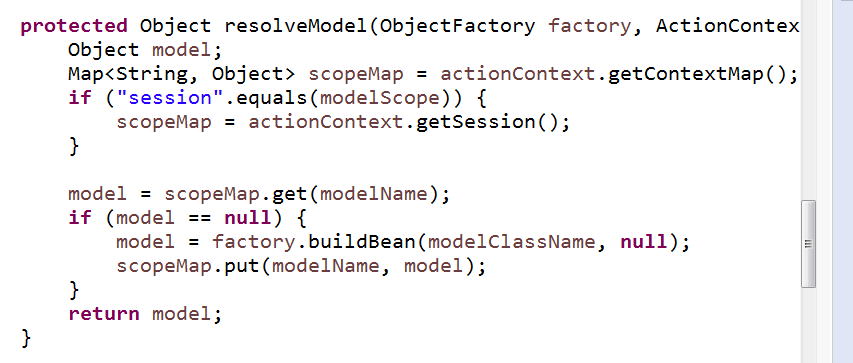 protected Object resolveModel(ObjectFactory factory, ActionContex
    Object model;
    Map<String, Object> scopeMap = actionContext.getContextMap();
    if ("session".equals(modelScope)) {
        scopeMap = actionContext.getSession();
    }

    model = scopeMap.get(modelName);
    if (model == null) {
        model = factory.buildBean(modelClassName, null);
        scopeMap.put(modelName, model);
    }
    return model;
}